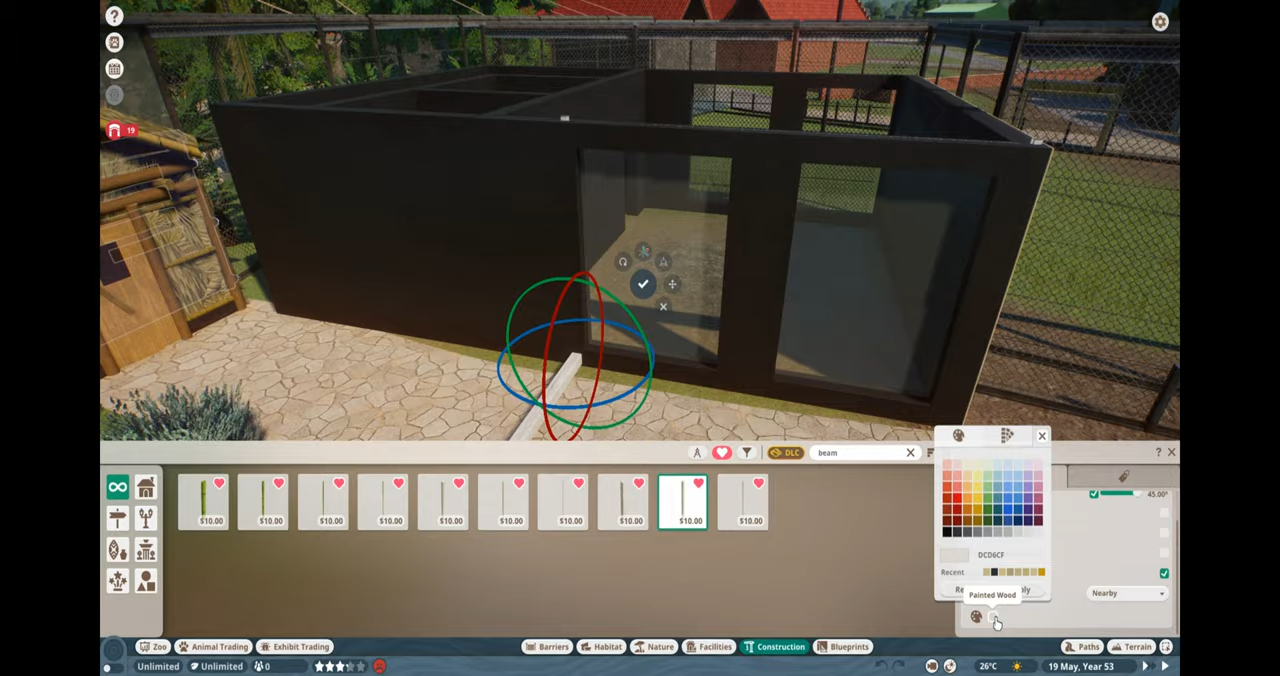 ?
19
DLC
beam
?
$10.00
$10.00
$10.00
$10.00
$10.00
$10.00
$10.00
$10.00
$10.00
$10.00
45.00°
DCD6CF
Recent
Painted Wood
Nearby
Zoo
Animal Trading
Exhibit Trading
Barriers
Habitat
Nature
Facilities
Construction
Blueprints
Paths
Terrain
Unlimited
Unlimited
0
26°C
19 May, Year 53